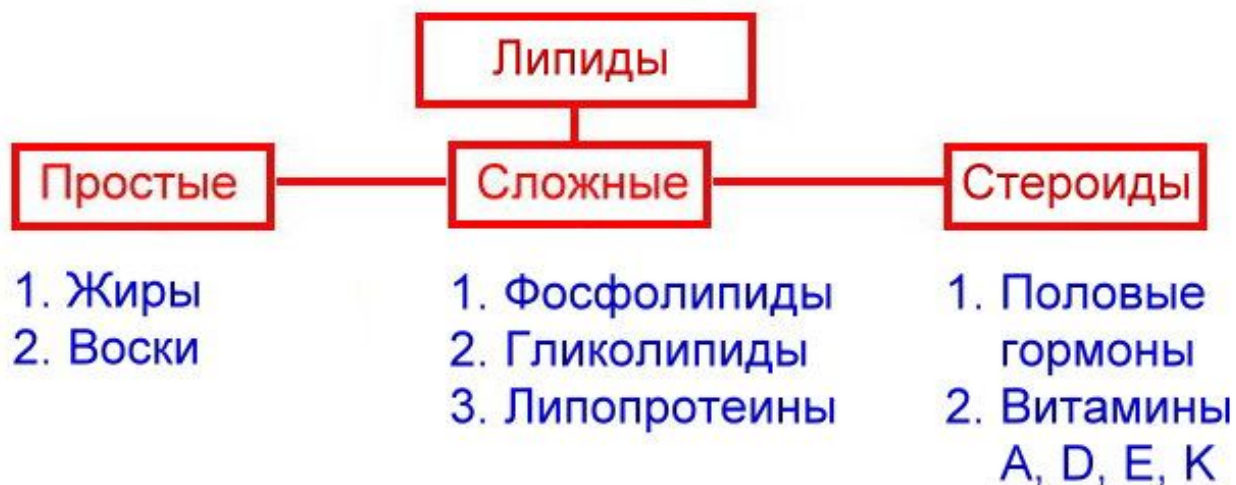 Липиды
Простые
Сложные
Стероиды
1. Жиры
2. Воски
1. Фосфолипиды
2. Гликолипиды
3. Липопротеины
1. Половые
гормоны
2. Витамины
A, D, E, K